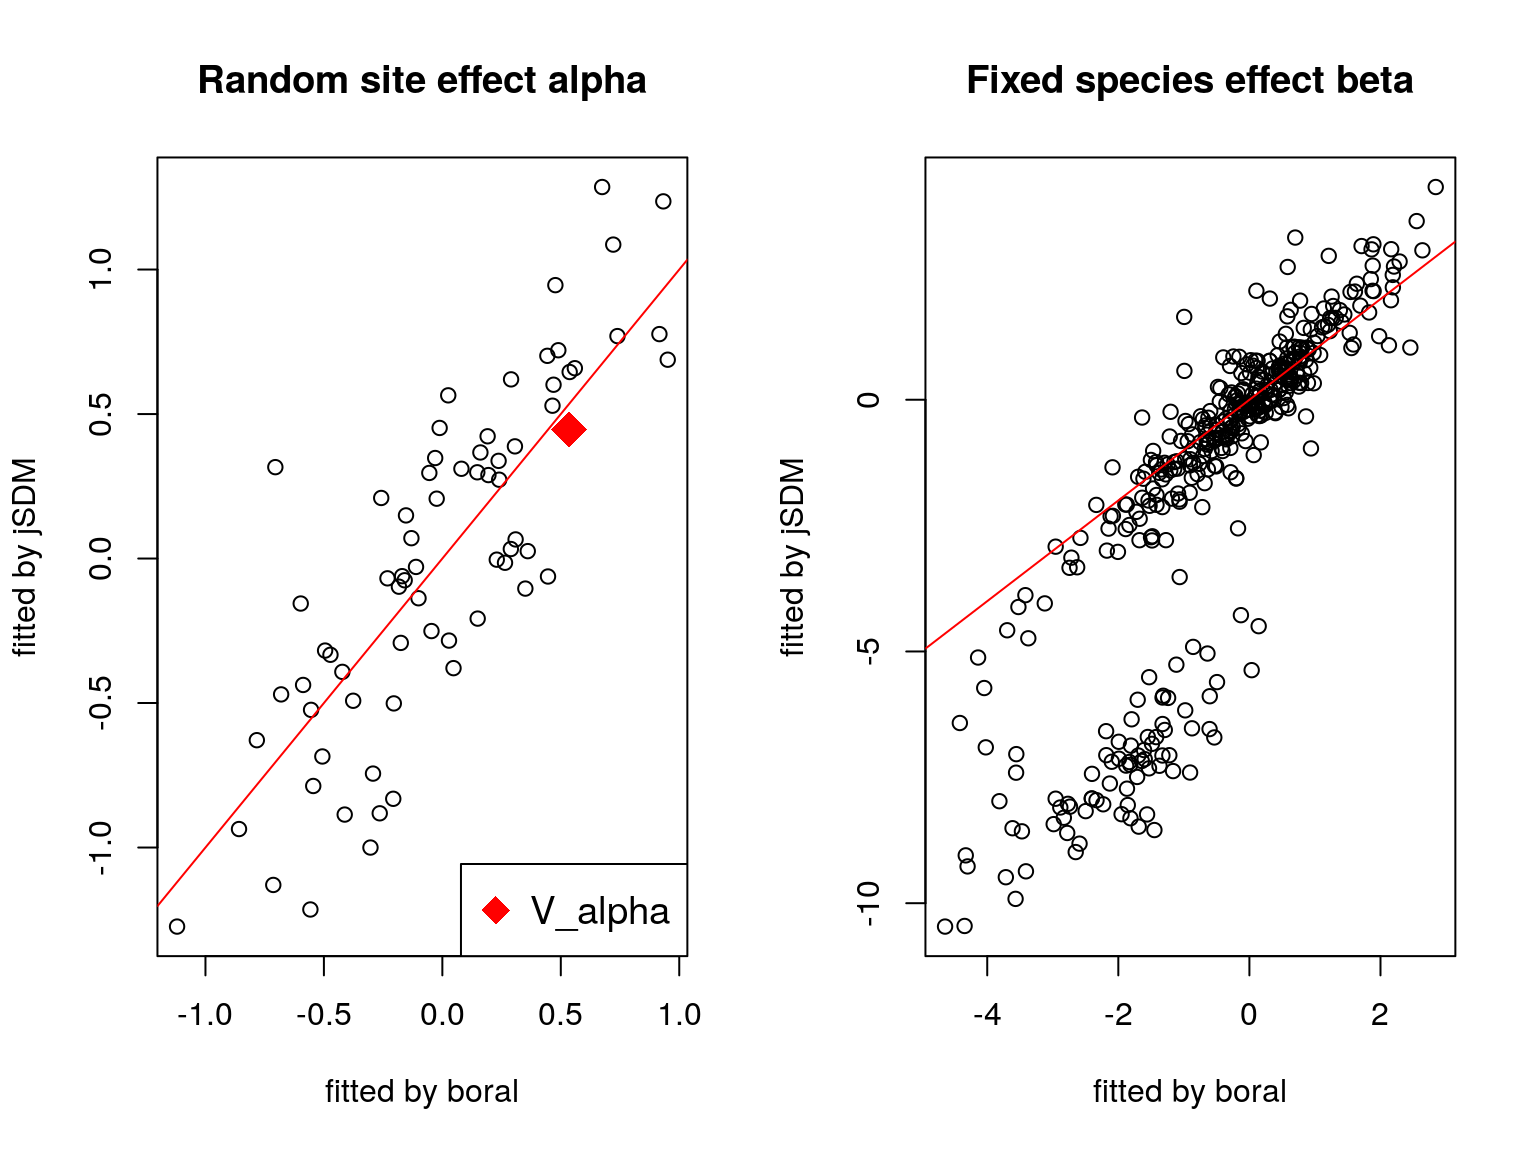 Random site effect alpha
fitted by jSDM
1.0
0.5
0.0
-0.5
-1.0
V_alpha
-1.0 -0.5 0.0 0.5 1.0
fitted by boral
Fixed species effect beta
fitted by jSDM
0
-5
-10
-4 -2 0 2
fitted by boral